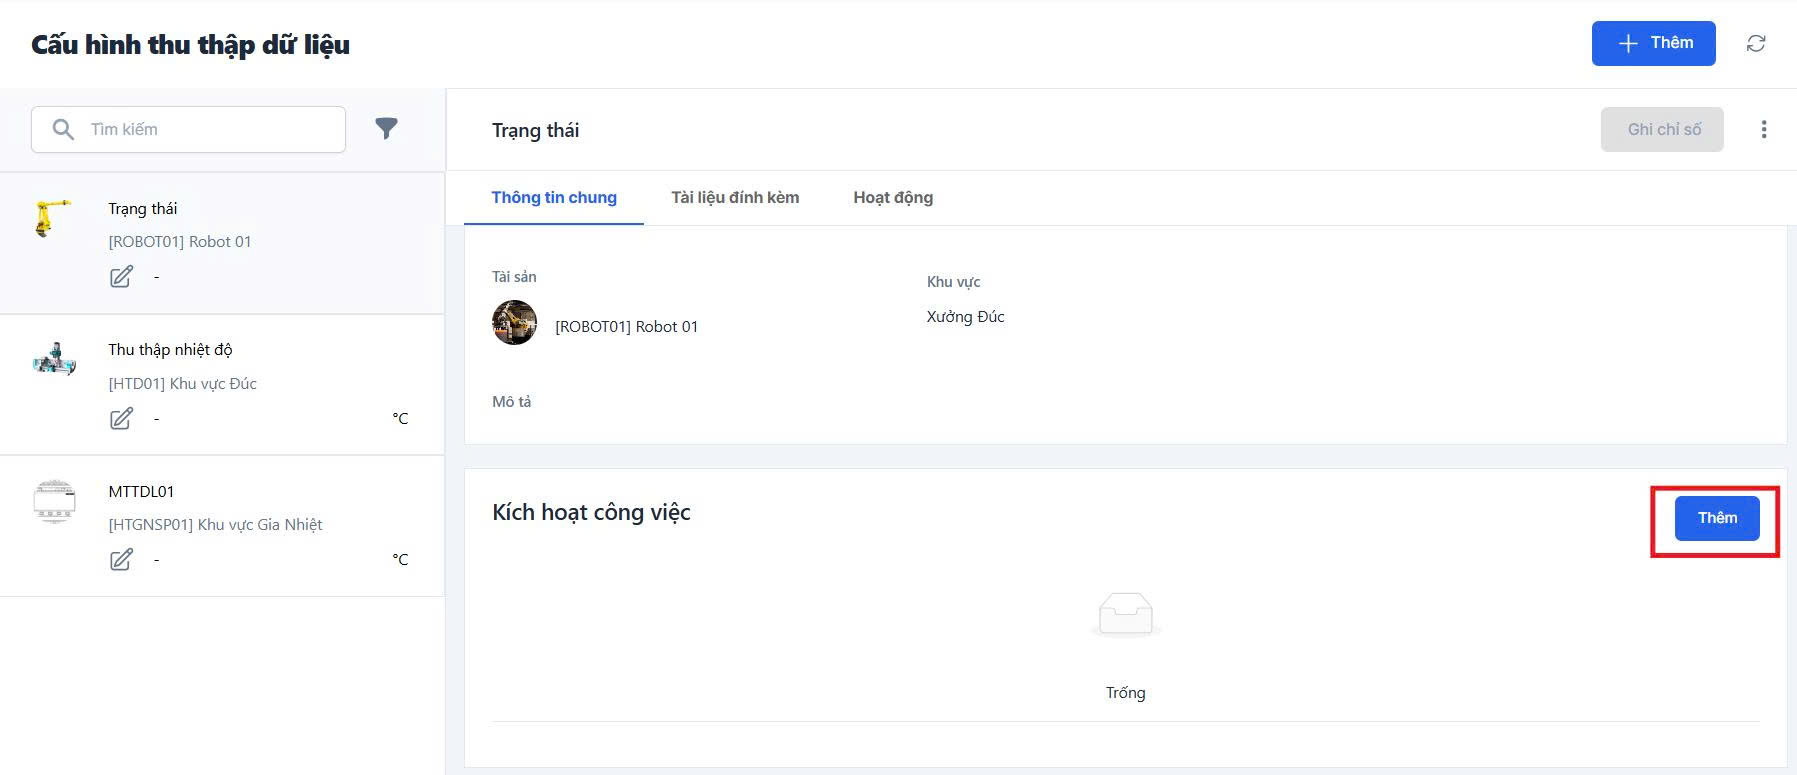 Cấu hình thu thập dữ liệu
Thêm
Tìm kiếm
Trạng thái
[ROBOT01] Robot 01
-
Thu thập nhiệt độ
[HTD01] Khu vực Đúc
- °C
MTTDL01
[HTGNSP01] Khu vực Gia Nhiệt
- °C
Trạng thái
Ghi chỉ số
Thông tin chung Tài liệu đính kèm Hoạt động
Tài sản
[ROBOT01] Robot 01
Khu vực
Xưởng Đúc
Mô tả
Kích hoạt công việc
Thêm
Trống